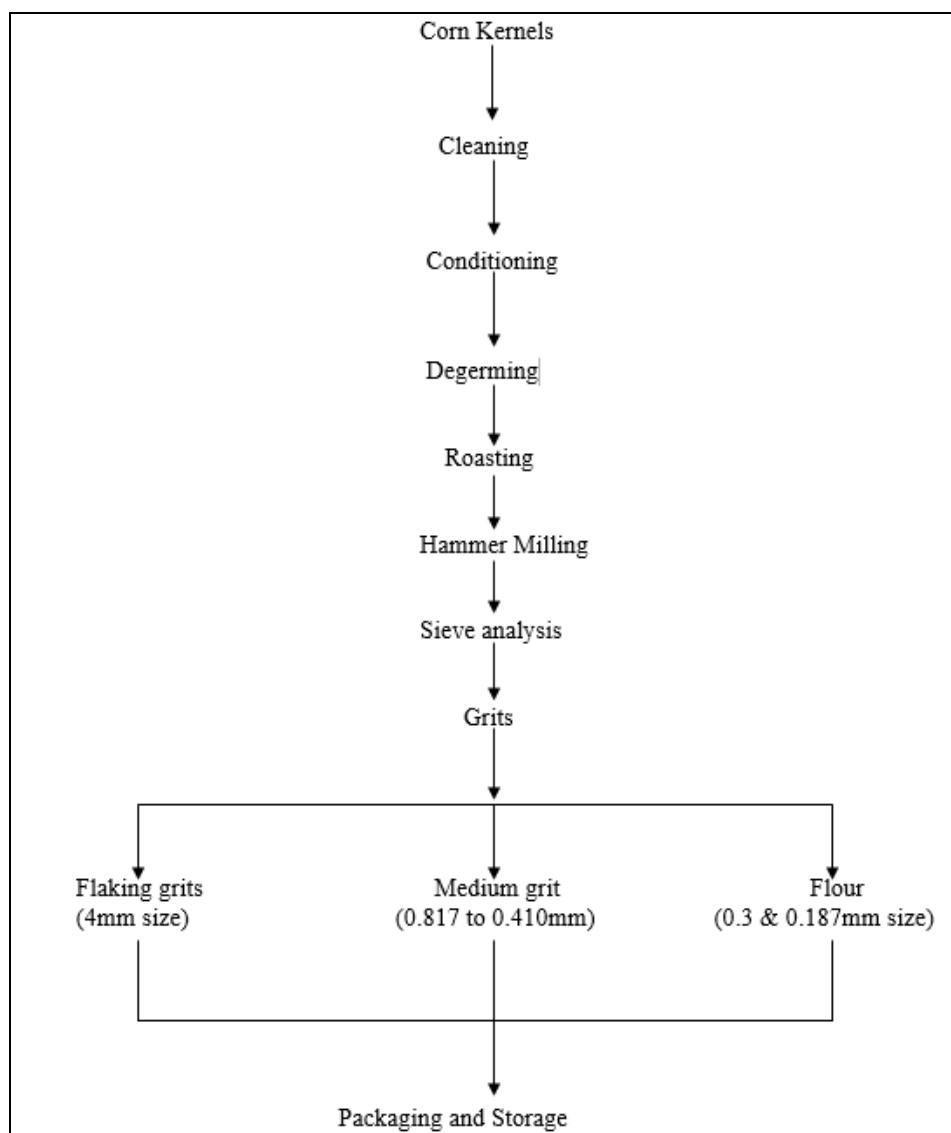 Corn Kernels
Cleaning
Conditioning
Degerming
Roasting
Hammer Milling
Sieve analysis
Grits
Flaking grits
(4mm size)
Medium grit
(0.817 to 0.410mm)
Flour
(0.3 & 0.187mm size)
Packaging and Storage